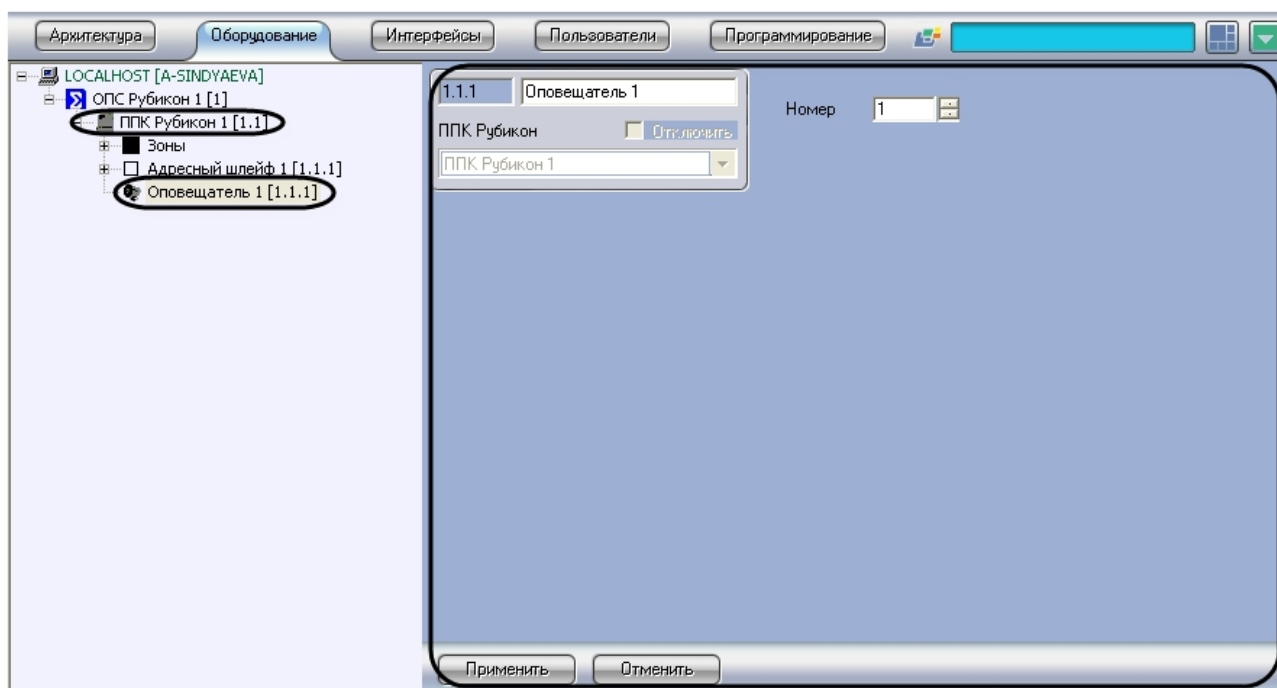 Архитектура Оборудование Интерфейсы Пользователи Программирование
LOCALHOST [A-SINDYAEVA]
ОПС Рубикон 1 [1]
ППК Рубикон 1 [1.1]
Зоны
Адресный шлейф 1 [1.1.1]
Оповещатель 1 [1.1.1]
1.1.1 Оповещатель 1
ППК Рубикон Отключить
ППК Рубикон 1
Номер 1
Применить Отменить